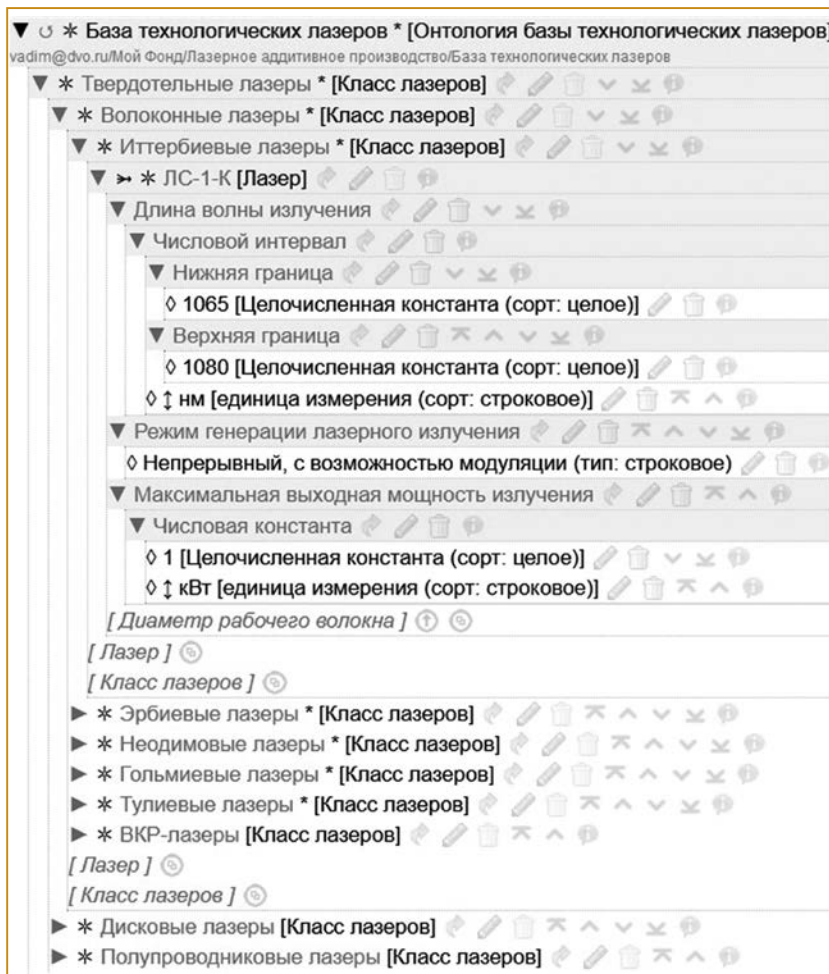 ▼ ↺ * База технологических лазеров * [Онтология базы технологических лазеров]
vadim@dvo.ru/Мой Фонд/Лазерное аддитивное производство/База технологических лазеров
▼ * Твердотельные лазеры * [Класс лазеров]
▼ * Волоконные лазеры * [Класс лазеров]
▼ * Иттербиевые лазеры * [Класс лазеров]
▼ ➳ * ЛС-1-К [Лазер]
▼ Длина волны излучения
▼ Числовой интервал
▼ Нижняя граница
◊ 1065 [Целочисленная константа (сорт: целое)]
▼ Верхняя граница
◊ 1080 [Целочисленная константа (сорт: целое)]
◊ ↕ нм [единица измерения (сорт: строковое)]
▼ Режим генерации лазерного излучения
◊ Непрерывный, с возможностью модуляции (тип: строковое)
▼ Максимальная выходная мощность излучения
▼ Числовая константа
◊ 1 [Целочисленная константа (сорт: целое)]
◊ ↕ кВт [единица измерения (сорт: строковое)]
[ Диаметр рабочего волокна ]
[ Лазер ]
[ Класс лазеров ]
▶ * Эрбиевые лазеры * [Класс лазеров]
▶ * Неодимовые лазеры * [Класс лазеров]
▶ * Гольмиевые лазеры * [Класс лазеров]
▶ * Тулиевые лазеры * [Класс лазеров]
▶ * ВКР-лазеры [Класс лазеров]
[ Лазер ]
[ Класс лазеров ]
▶ * Дисковые лазеры [Класс лазеров]
▶ * Полупроводниковые лазеры [Класс лазеров]